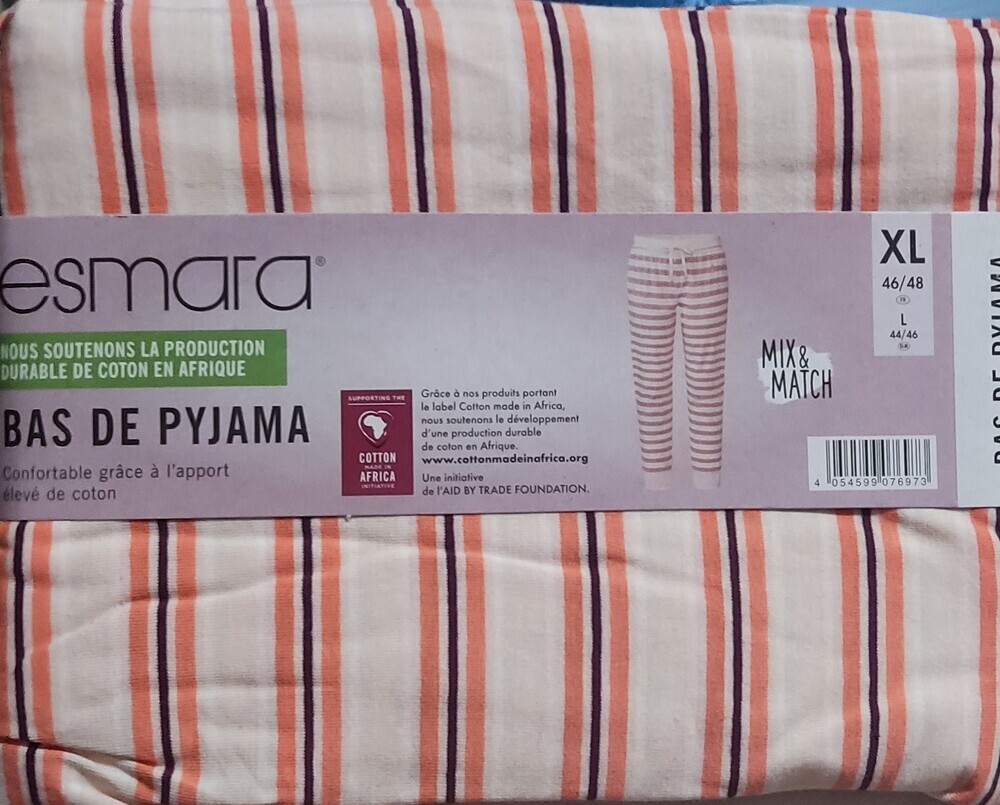 esmara®
NOUS SOUTENONS LA PRODUCTION
DURABLE DE COTON EN AFRIQUE
BAS DE PYJAMA
Confortable grâce à l'apport
élevé de coton
SUPPORTING THE
COTTON
MADE IN
AFRICA
INITIATIVE
Grâce à nos produits portant
le label Cotton made in Africa,
nous soutenons le développement
d'une production durable
de coton en Afrique.
www.cottonmadeinafrica.org
Une initiative
de l'AID BY TRADE FOUNDATION.
MIX &
MATCH
XL
46/48
FR
L
44/46
4 054599 076973
BAS DE PYJAMA